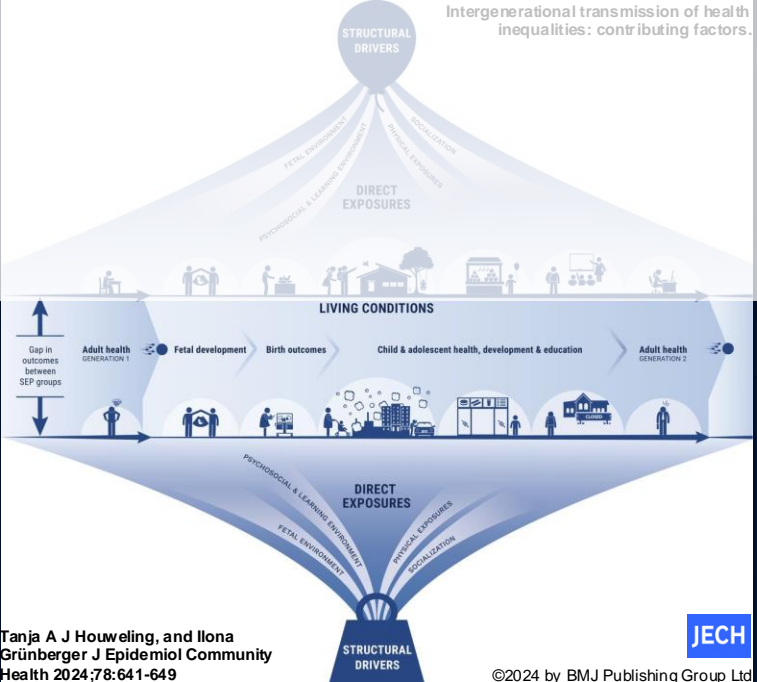 Intergenerational transmission of health
inequalities: contributing factors.
STRUCTURAL
DRIVERS
FETAL ENVIRONMENT
PSYCHOSOCIAL & LEARNING ENVIRONMENT
PHYSICAL EXPOSURES
SOCIALIZATION
DIRECT
EXPOSURES
LIVING CONDITIONS
Gap in
outcomes
between
SEP groups
Adult health
GENERATION 1
Fetal development
Birth outcomes
Child & adolescent health, development & education
Adult health
GENERATION 2
CLOSED
PSYCHOSOCIAL & LEARNING ENVIRONMENT
FETAL ENVIRONMENT
DIRECT
EXPOSURES
PHYSICAL EXPOSURES
SOCIALIZATION
STRUCTURAL
DRIVERS
Tanja A J Houweling, and Ilona
Grünberger J Epidemiol Community
Health 2024;78:641-649
JECH
©2024 by BMJ Publishing Group Ltd